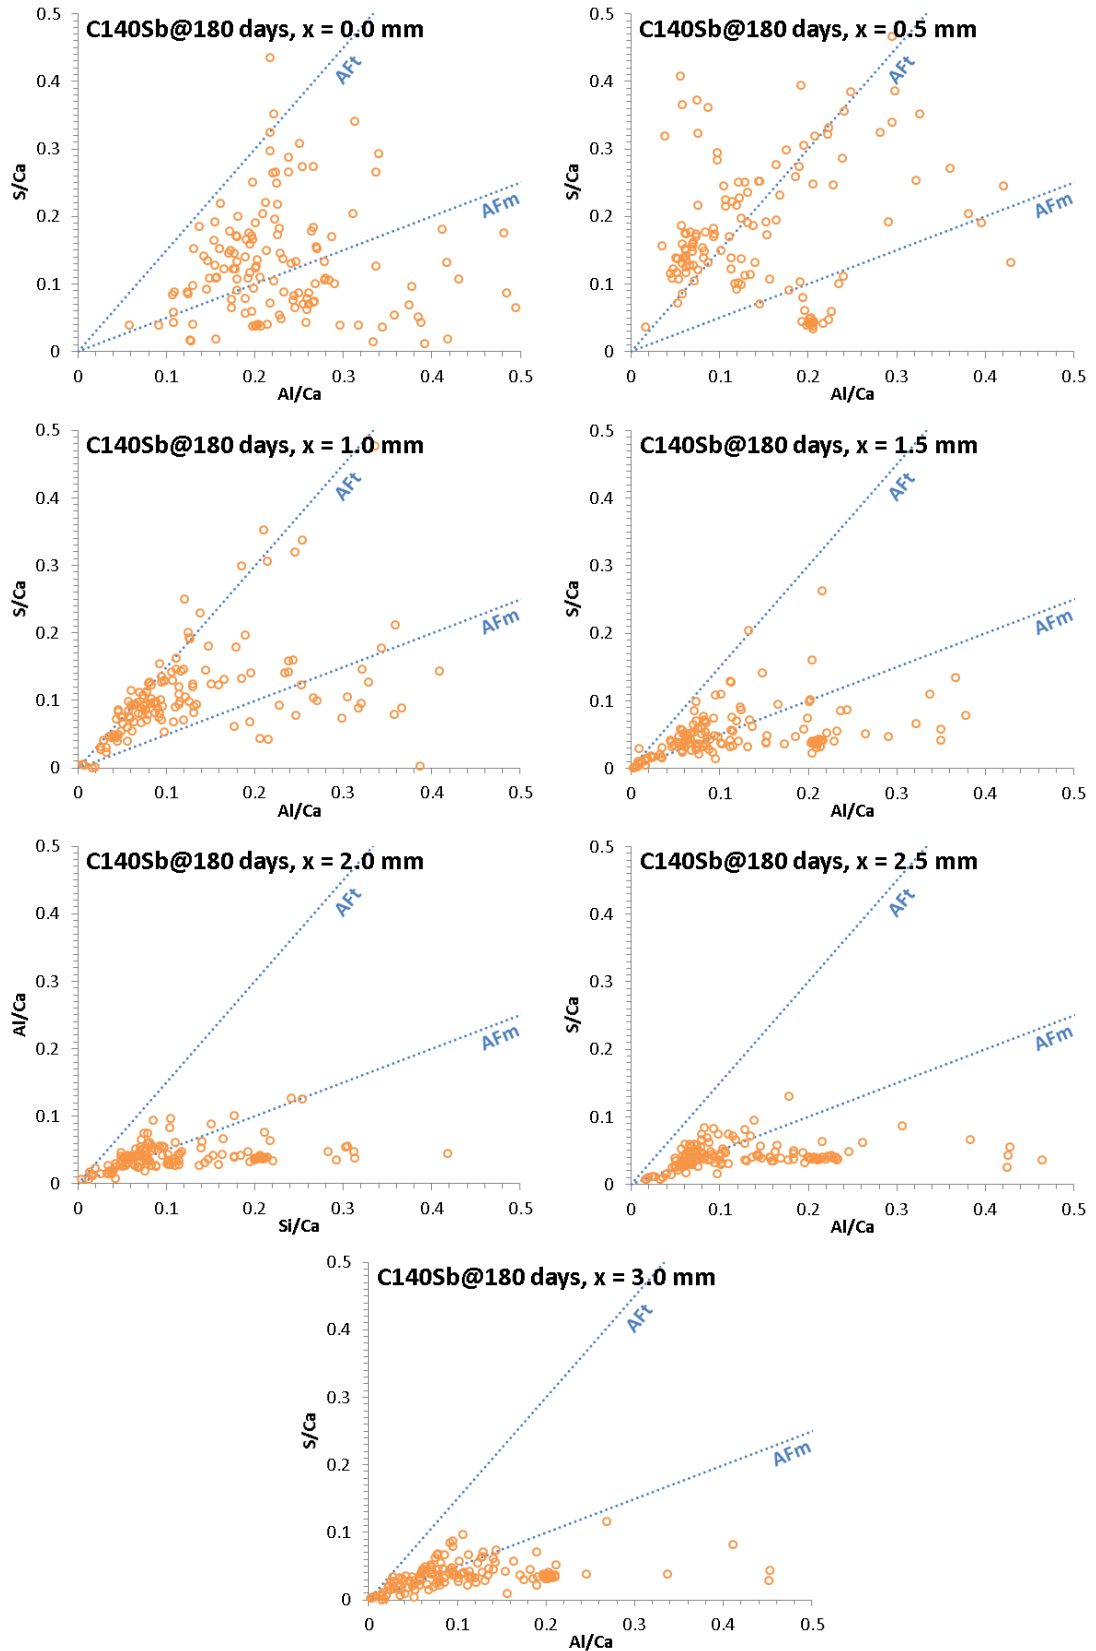 C140Sb@180 days, x = 0.0 mm
0.5
0.4
0.3
0.2
0.1
0
S/Ca
AFt
AFm
0 0.1 0.2 0.3 0.4 0.5
Al/Ca
C140Sb@180 days, x = 0.5 mm
0.5
0.4
0.3
0.2
0.1
0
S/Ca
AFt
AFm
0 0.1 0.2 0.3 0.4 0.5
Al/Ca
C140Sb@180 days, x = 1.0 mm
0.5
0.4
0.3
0.2
0.1
0
S/Ca
AFt
AFm
0 0.1 0.2 0.3 0.4 0.5
Al/Ca
C140Sb@180 days, x = 1.5 mm
0.5
0.4
0.3
0.2
0.1
0
S/Ca
AFt
AFm
0 0.1 0.2 0.3 0.4 0.5
Al/Ca
C140Sb@180 days, x = 2.0 mm
0.5
0.4
0.3
0.2
0.1
0
Al/Ca
AFt
AFm
0 0.1 0.2 0.3 0.4 0.5
Si/Ca
C140Sb@180 days, x = 2.5 mm
0.5
0.4
0.3
0.2
0.1
0
S/Ca
AFt
AFm
0 0.1 0.2 0.3 0.4 0.5
Al/Ca
C140Sb@180 days, x = 3.0 mm
0.5
0.4
0.3
0.2
0.1
0
S/Ca
AFt
AFm
0 0.1 0.2 0.3 0.4 0.5
Al/Ca